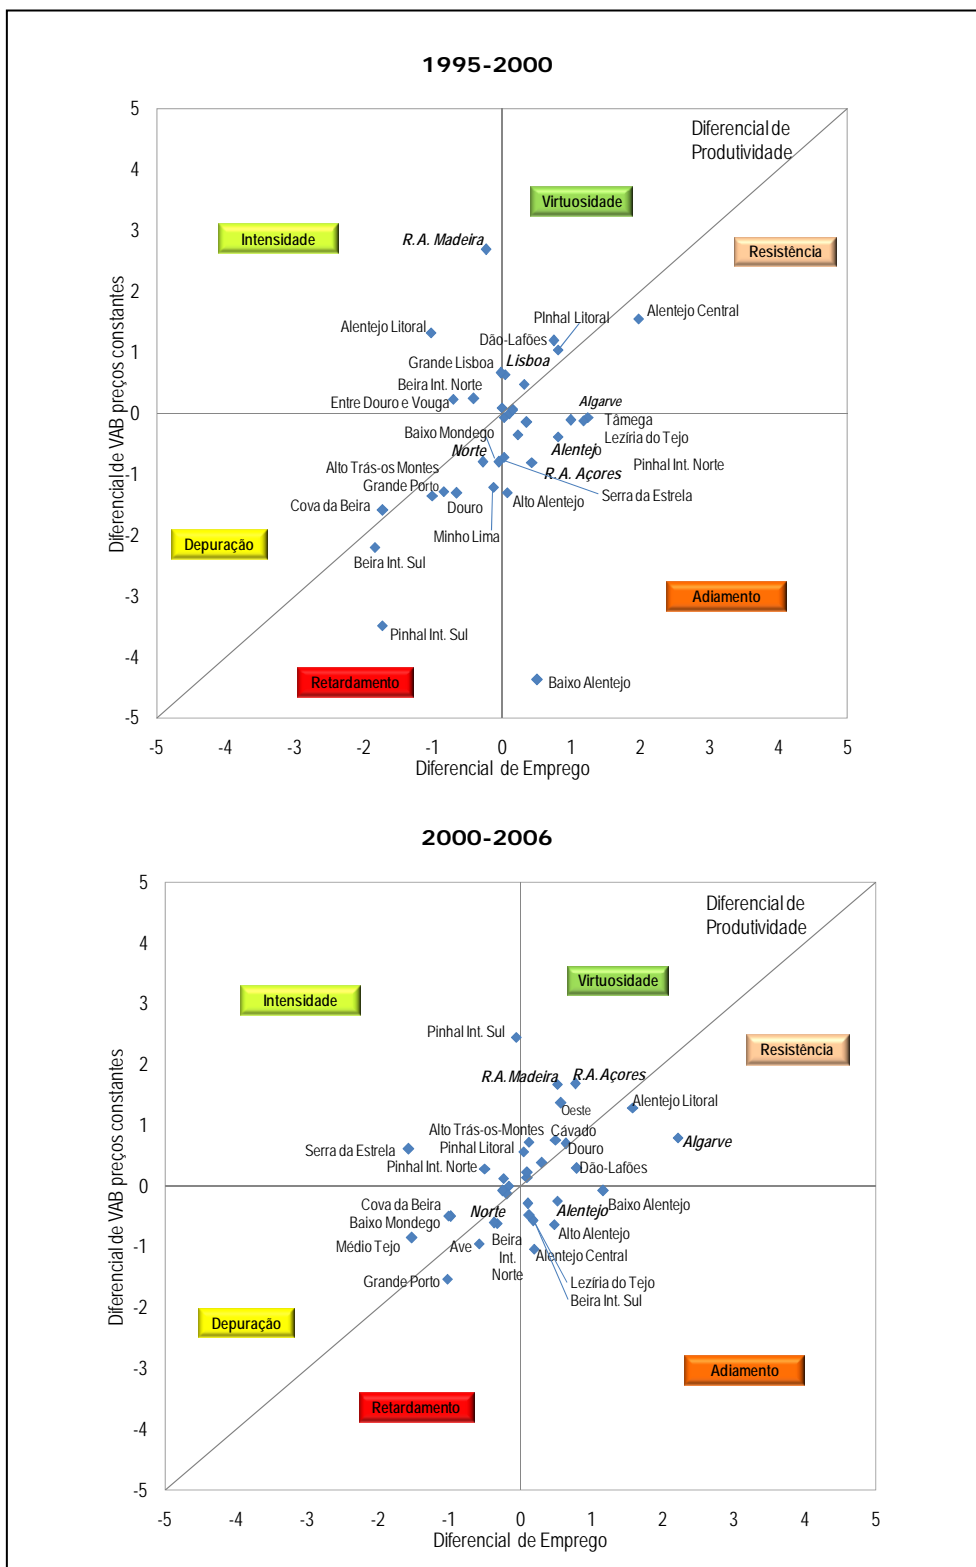 1995-2000
Diferencial de VAB preços constantes
5
4
3
2
1
0
-1
-2
-3
-4
-5
Diferencial de
Produtividade
Virtuosidade
Intensidade
R.A. Madeira
Resistência
Alentejo Central
PInhal Litoral
Alentejo Litoral
Dão-Lafões
Lisboa
Grande Lisboa
Beira Int. Norte
Entre Douro e Vouga
Algarve
Tâmega
Baixo Mondego
Lezíria do Tejo
Norte
Alentejo
Pinhal Int. Norte
Alto Trás-os Montes
R.A. Açores
Grande Porto
Serra da Estrela
Cova da Beira
Douro
Alto Alentejo
Minho Lima
Depuração
Beira Int. Sul
Adiamento
Pinhal Int. Sul
Retardamento
Baixo Alentejo
-5 -4 -3 -2 -1 0 1 2 3 4 5
Diferencial de Emprego
2000-2006
Diferencial de VAB preços constantes
5
4
3
2
1
0
-1
-2
-3
-4
-5
Diferencial de
Produtividade
Virtuosidade
Intensidade
Pinhal Int. Sul
Resistência
R.A. Madeira
R.A. Açores
Oeste
Alentejo Litoral
Alto Trás-os-Montes
Cávado
Algarve
Serra da Estrela
Pinhal Litoral
Douro
Pinhal Int. Norte
Dão-Lafões
Cova da Beira
Baixo Alentejo
Baixo Mondego
Norte
Alentejo
Alto Alentejo
Médio Tejo
Ave
Beira
Int.
Norte
Alentejo Central
Grande Porto
Lezíria do Tejo
Beira Int. Sul
Depuração
Adiamento
Retardamento
-5 -4 -3 -2 -1 0 1 2 3 4 5
Diferencial de Emprego